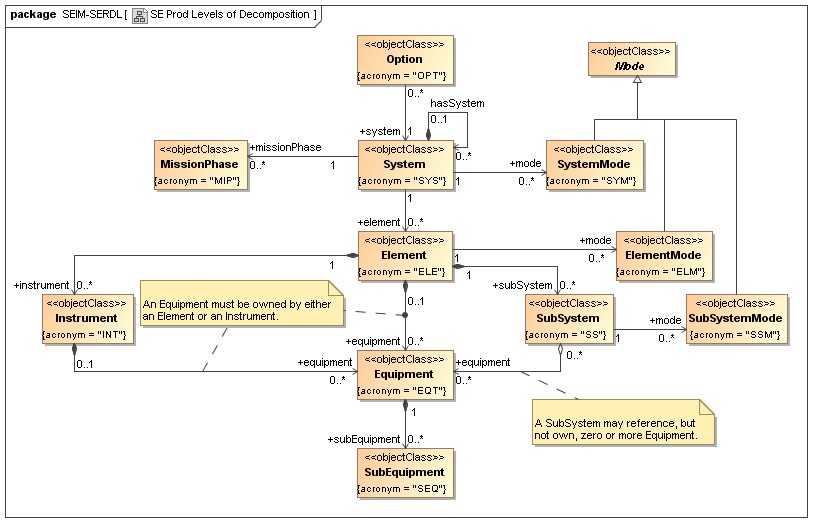 package SEIM-SERDL [ SE Prod Levels of Decomposition ]
<<objectClass>>
Option
{acronym = "OPT"}
<<objectClass>>
Mode
0..*
hasSystem
0..1
+system
1
0..*
<<objectClass>>
MissionPhase
{acronym = "MIP"}
+missionPhase
0..*
1
<<objectClass>>
System
{acronym = "SYS"}
1
+mode
0..*
<<objectClass>>
SystemMode
{acronym = "SYM"}
1
+element
0..*
<<objectClass>>
Element
{acronym = "ELE"}
1
+mode
0..*
<<objectClass>>
ElementMode
{acronym = "ELM"}
1
1
+instrument
0..*
0..1
+subSystem
0..*
<<objectClass>>
Instrument
{acronym = "INT"}
An Equipment must be owned by either
an Element or an Instrument.
<<objectClass>>
SubSystem
{acronym = "SS"}
1
+mode
0..*
<<objectClass>>
SubSystemMode
{acronym = "SSM"}
0..1
+equipment
0..*
+equipment
0..*
<<objectClass>>
Equipment
{acronym = "EQT"}
+equipment
0..*
0..*
1
A SubSystem may reference, but
not own, zero or more Equipment.
+subEquipment
0..*
<<objectClass>>
SubEquipment
{acronym = "SEQ"}